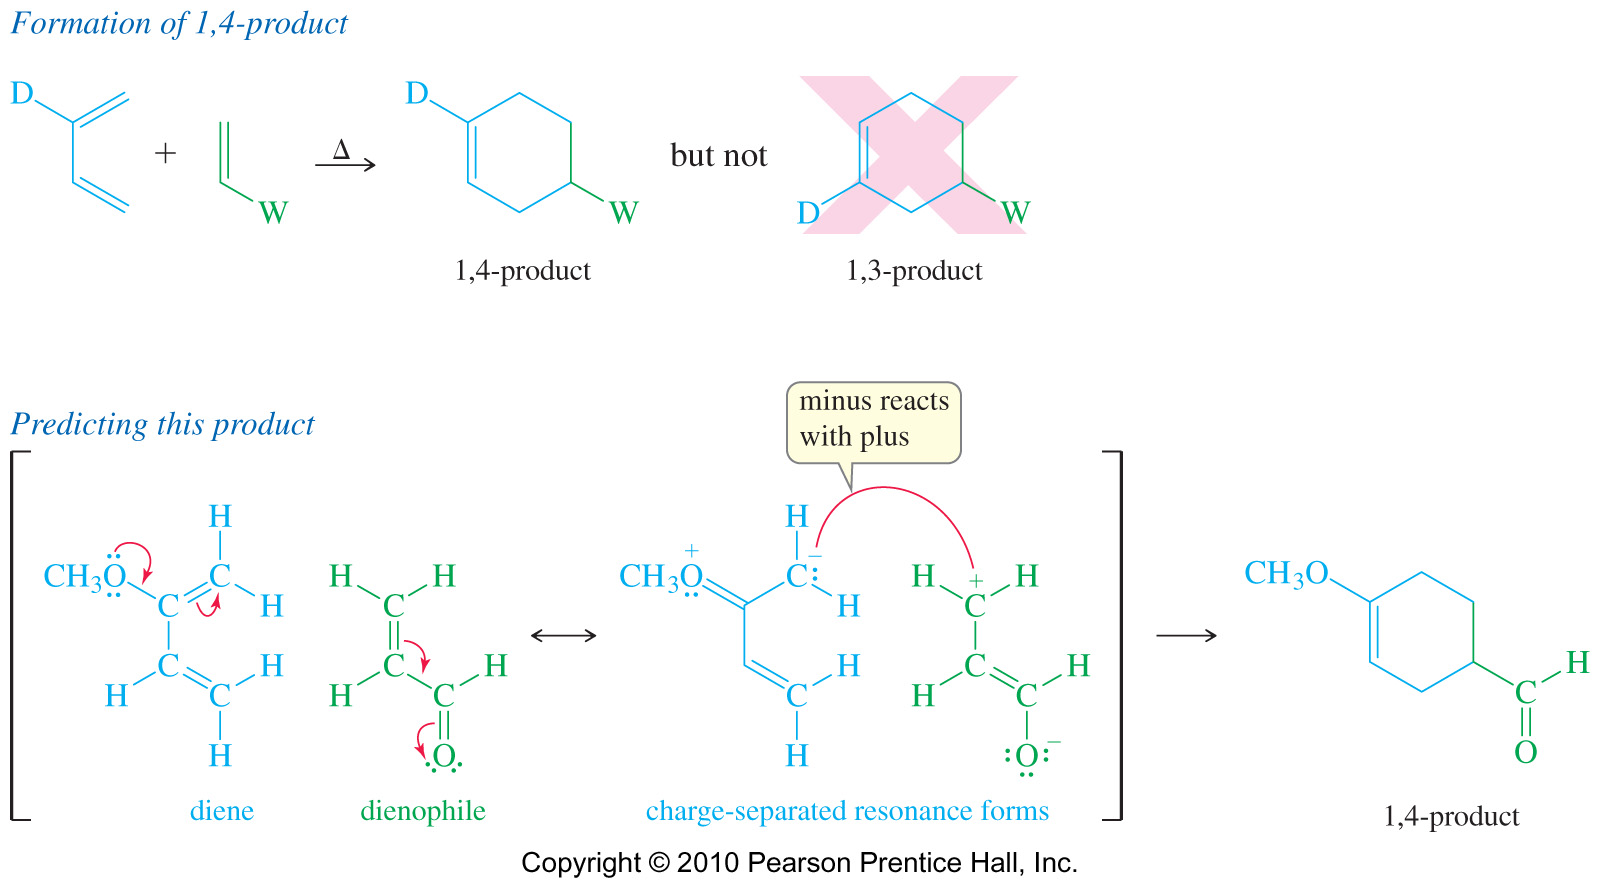 Formation of 1,4-product
D
+
W
Δ
D
W
1,4-product
but not
D
W
1,3-product
Predicting this product
minus reacts
with plus
H
CH₃O
C
H
C
C
H
H
C
H
diene
H
H
C
C
H
H
C
O
dienophile
H
+
CH₃O
−
C
H
H
C
H
H
H
+
C
C
H
H
C
O
−
charge-separated resonance forms
CH₃O
H
C
O
1,4-product
Copyright © 2010 Pearson Prentice Hall, Inc.